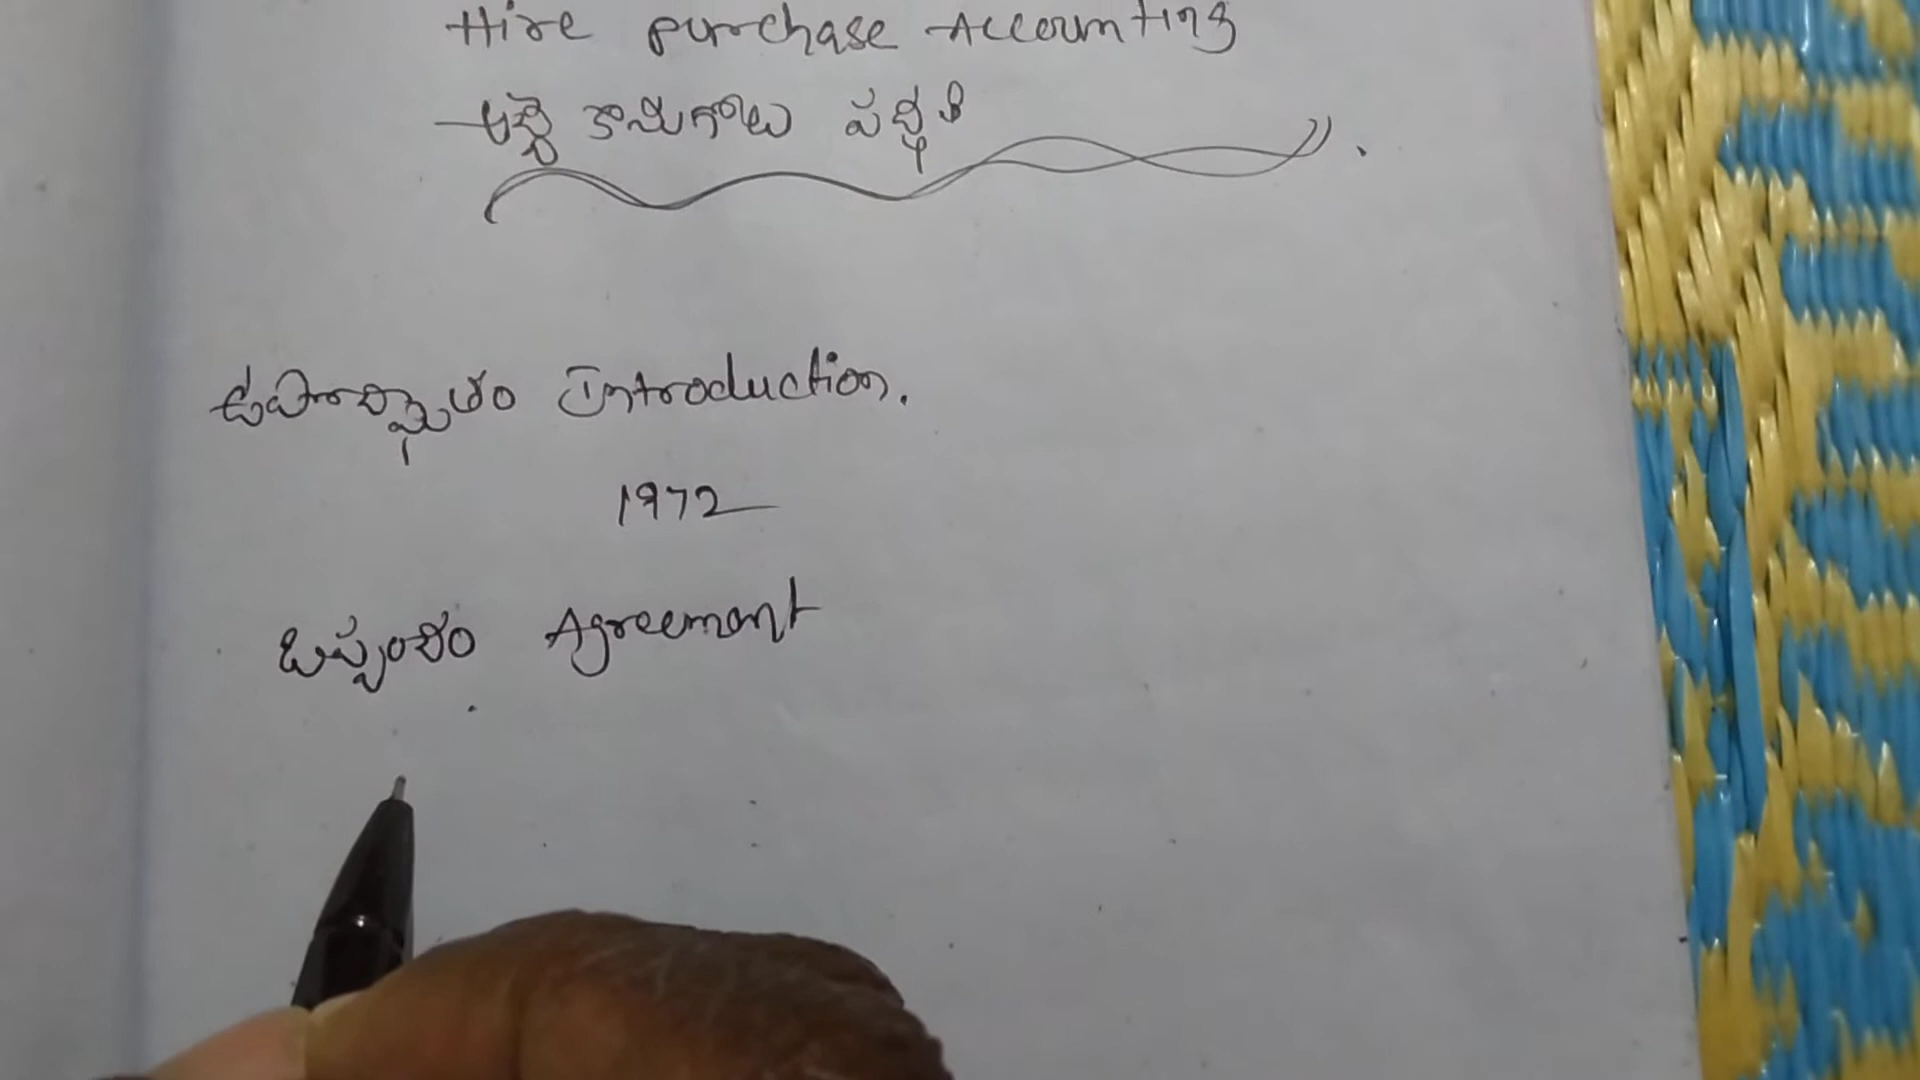 Hire purchase Accounting
అద్దె కొనుగోలు పద్ధతి
ఉపోద్ఘాతం Introduction.
1972
ఒప్పందం Agreement